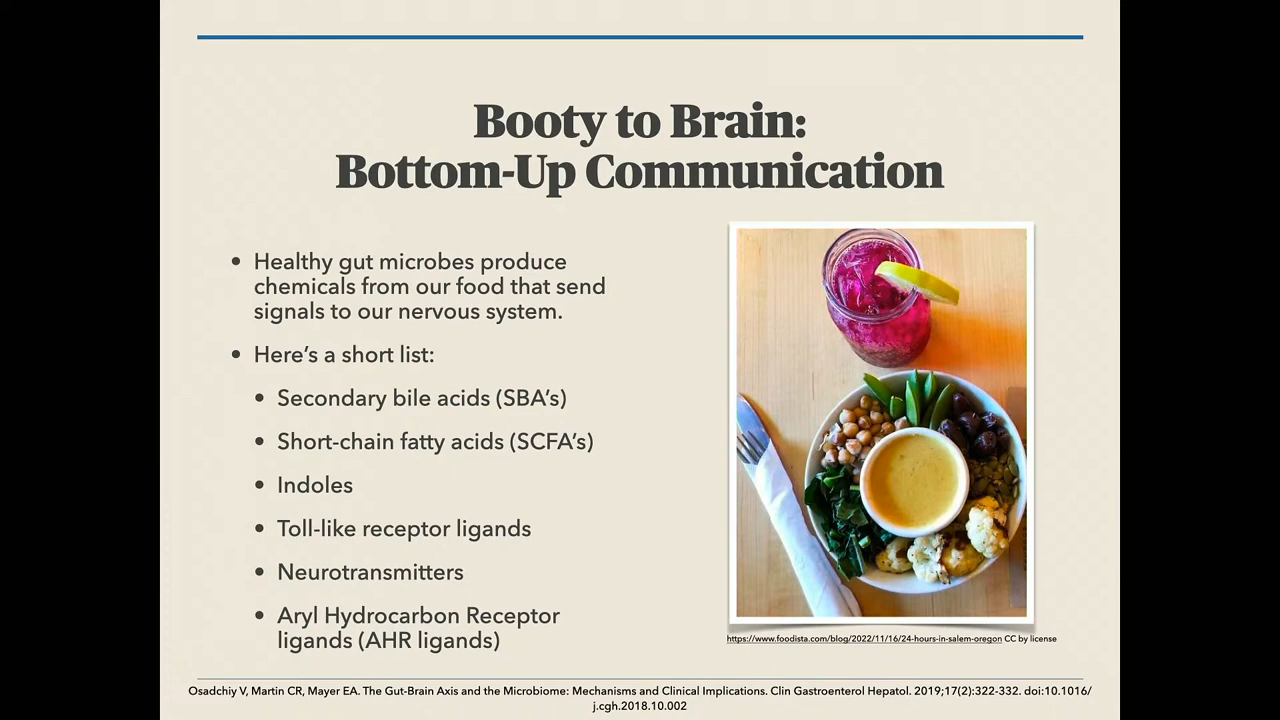 Booty to Brain:
Bottom-Up Communication
• Healthy gut microbes produce
chemicals from our food that send
signals to our nervous system.
• Here’s a short list:
• Secondary bile acids (SBA’s)
• Short-chain fatty acids (SCFA’s)
• Indoles
• Toll-like receptor ligands
• Neurotransmitters
• Aryl Hydrocarbon Receptor
ligands (AHR ligands)
https://www.foodista.com/blog/2022/11/16/24-hours-in-salem-oregon CC by license
Osadchiy V, Martin CR, Mayer EA. The Gut-Brain Axis and the Microbiome: Mechanisms and Clinical Implications. Clin Gastroenterol Hepatol. 2019;17(2):322-332. doi:10.1016/
j.cgh.2018.10.002